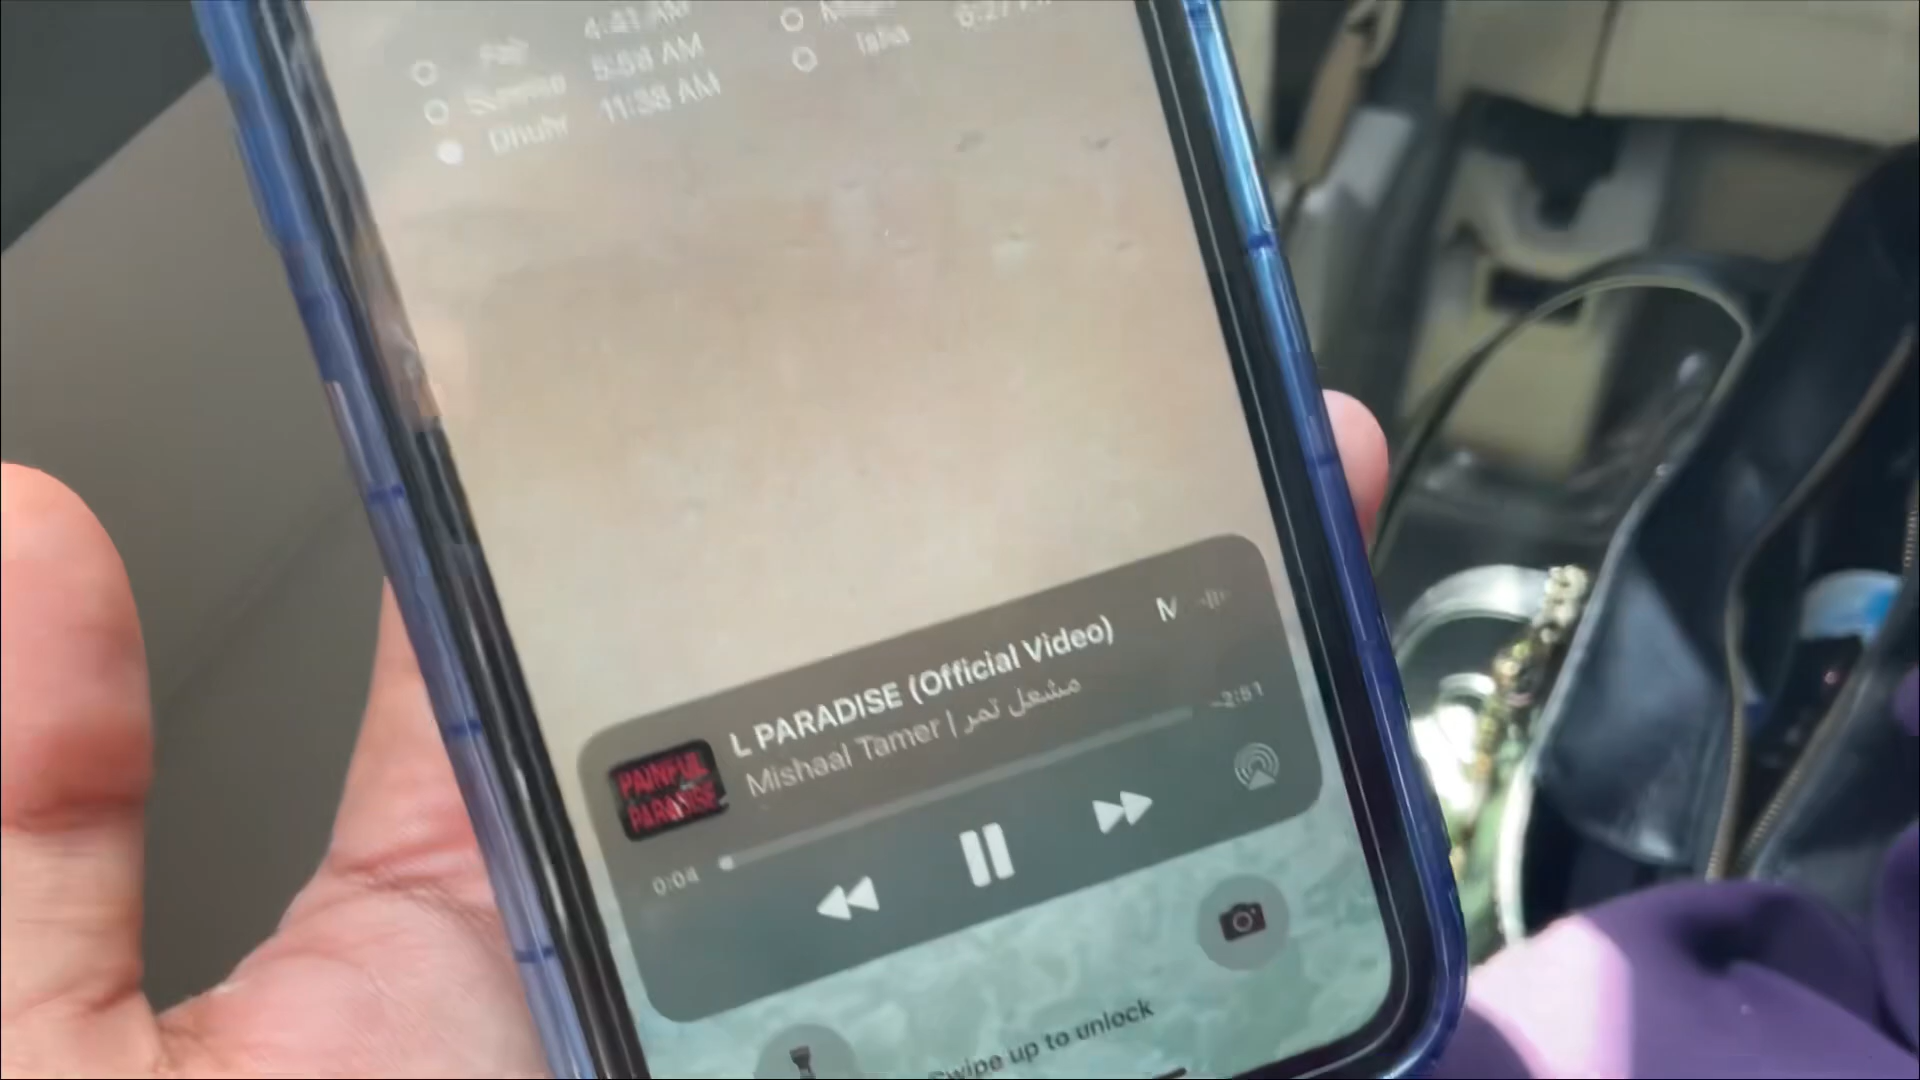 4:41 AM
5:58 AM
Dhuhr 11:38 AM
Isha
L PARADISE (Official Video) M
Mishaal Tamer | مشعل تمر
PAINFUL
PARADISE
0:04
-2:51
Swipe up to unlock